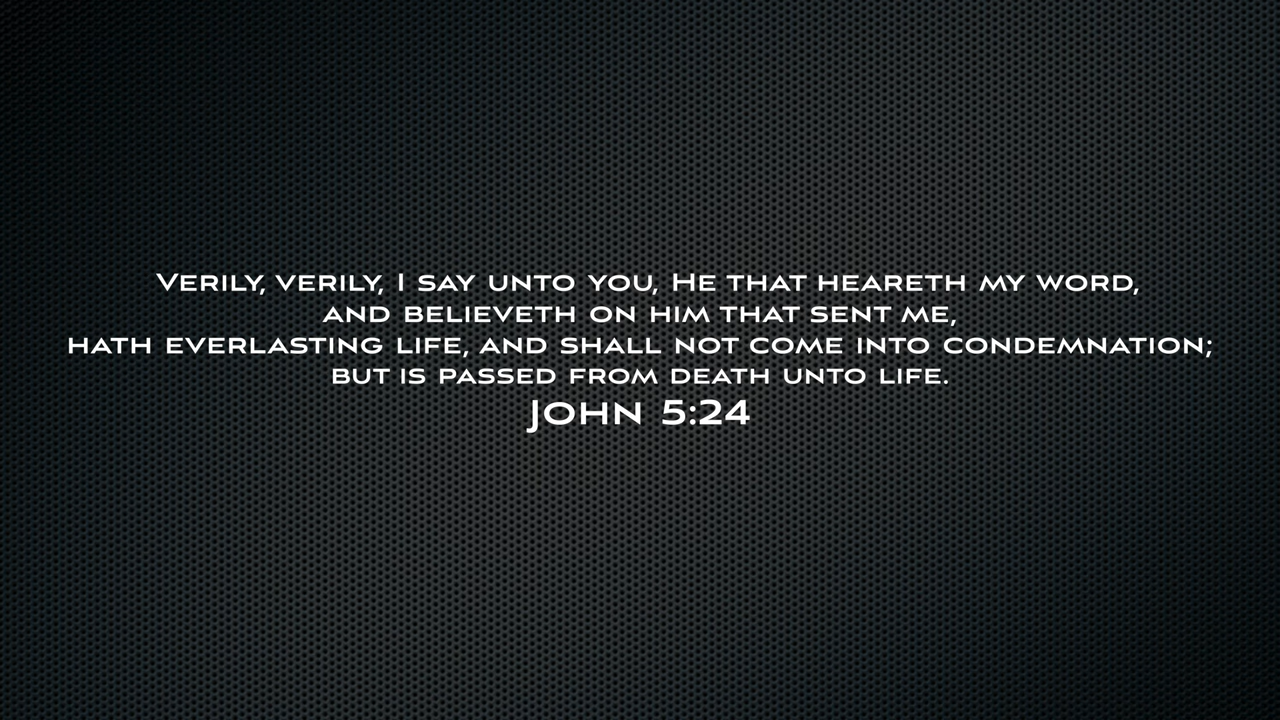 Verily, verily, I say unto you, He that heareth my word,
and believeth on him that sent me,
hath everlasting life, and shall not come into condemnation;
but is passed from death unto life.
John 5:24